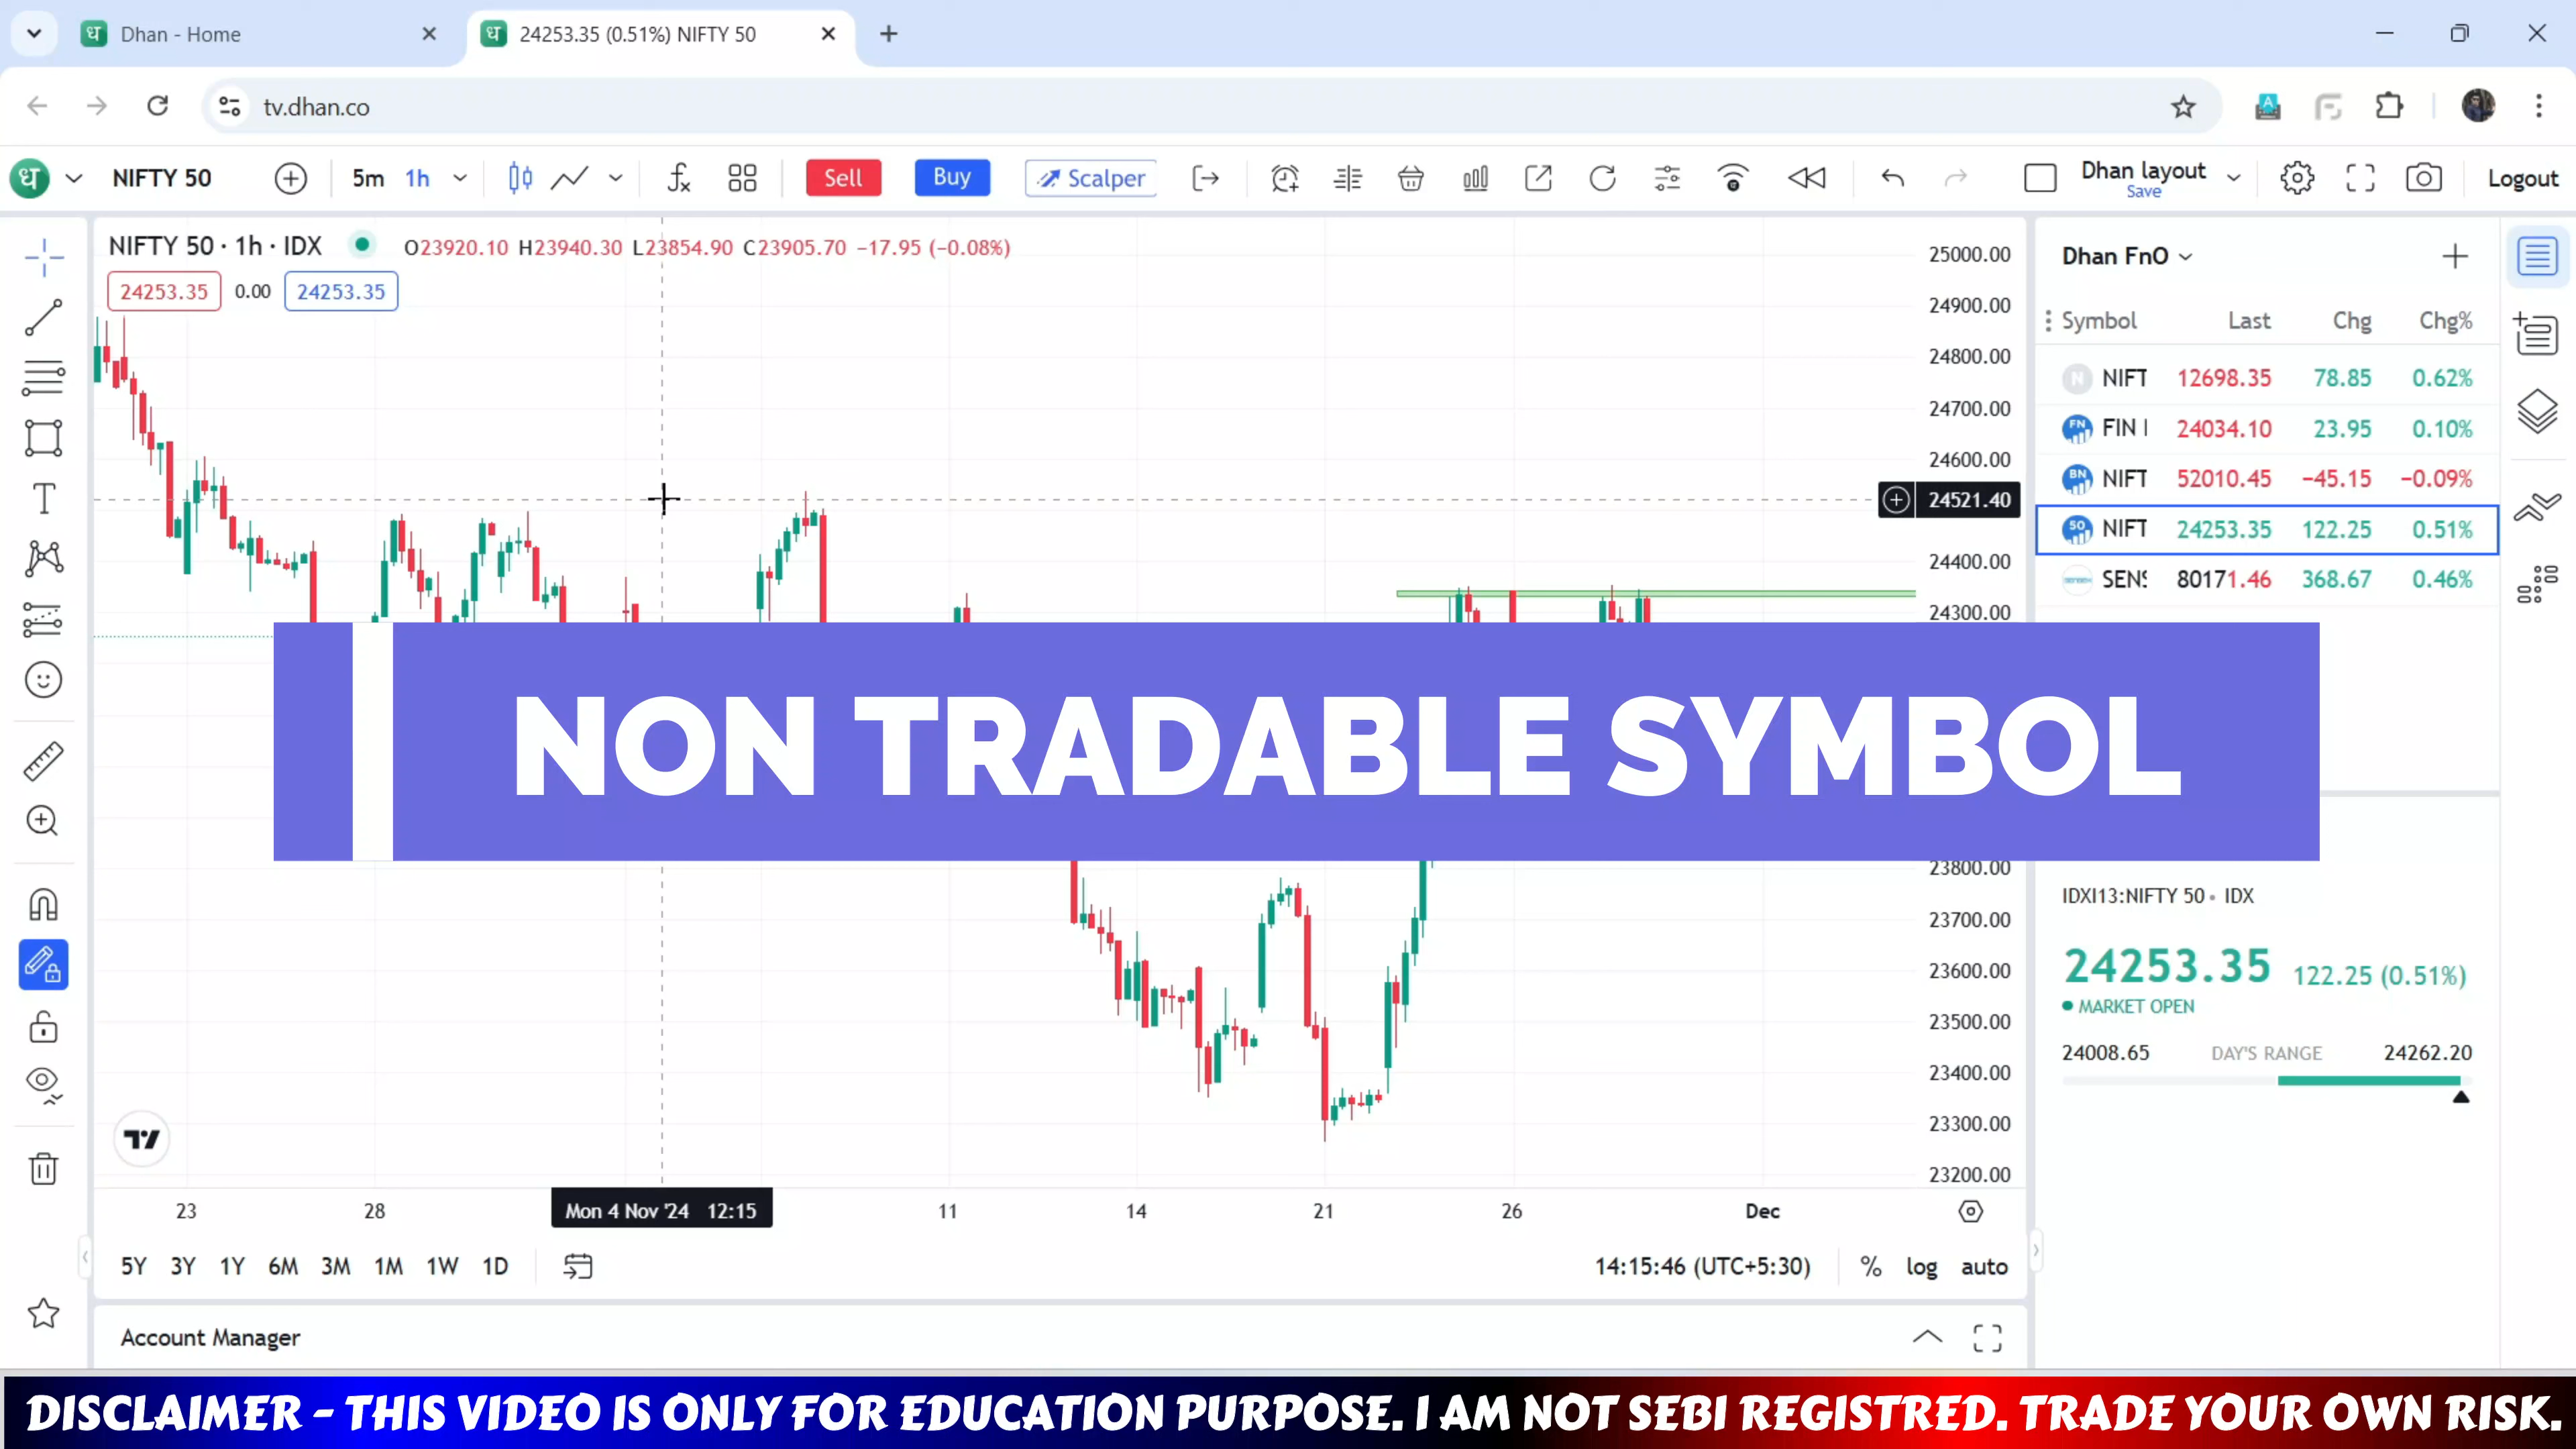 Dhan - Home
24253.35 (0.51%) NIFTY 50
tv.dhan.co
NIFTY 50
5m 1h
Sell
Buy
Scalper
Dhan layout
Save
Logout
NIFTY 50 · 1h · IDX
O23920.10 H23940.30 L23854.90 C23905.70 −17.95 (−0.08%)
24253.35 0.00 24253.35
25000.00
24900.00
24800.00
24700.00
24600.00
24521.40
24400.00
24300.00
NON TRADABLE SYMBOL
23800.00
23700.00
23600.00
23500.00
23400.00
23300.00
23200.00
23 28 Mon 4 Nov '24 12:15 11 14 21 26 Dec
5Y 3Y 1Y 6M 3M 1M 1W 1D
14:15:46 (UTC+5:30) % log auto
Account Manager
Dhan FnO
Symbol Last Chg Chg%
NIFT 12698.35 78.85 0.62%
FIN 24034.10 23.95 0.10%
NIFT 52010.45 −45.15 −0.09%
NIFT 24253.35 122.25 0.51%
SENS 80171.46 368.67 0.46%
IDXI13:NIFTY 50 • IDX
24253.35 122.25 (0.51%)
MARKET OPEN
24008.65 DAY'S RANGE 24262.20
DISCLAIMER - THIS VIDEO IS ONLY FOR EDUCATION PURPOSE. I AM NOT SEBI REGISTRED. TRADE YOUR OWN RISK.